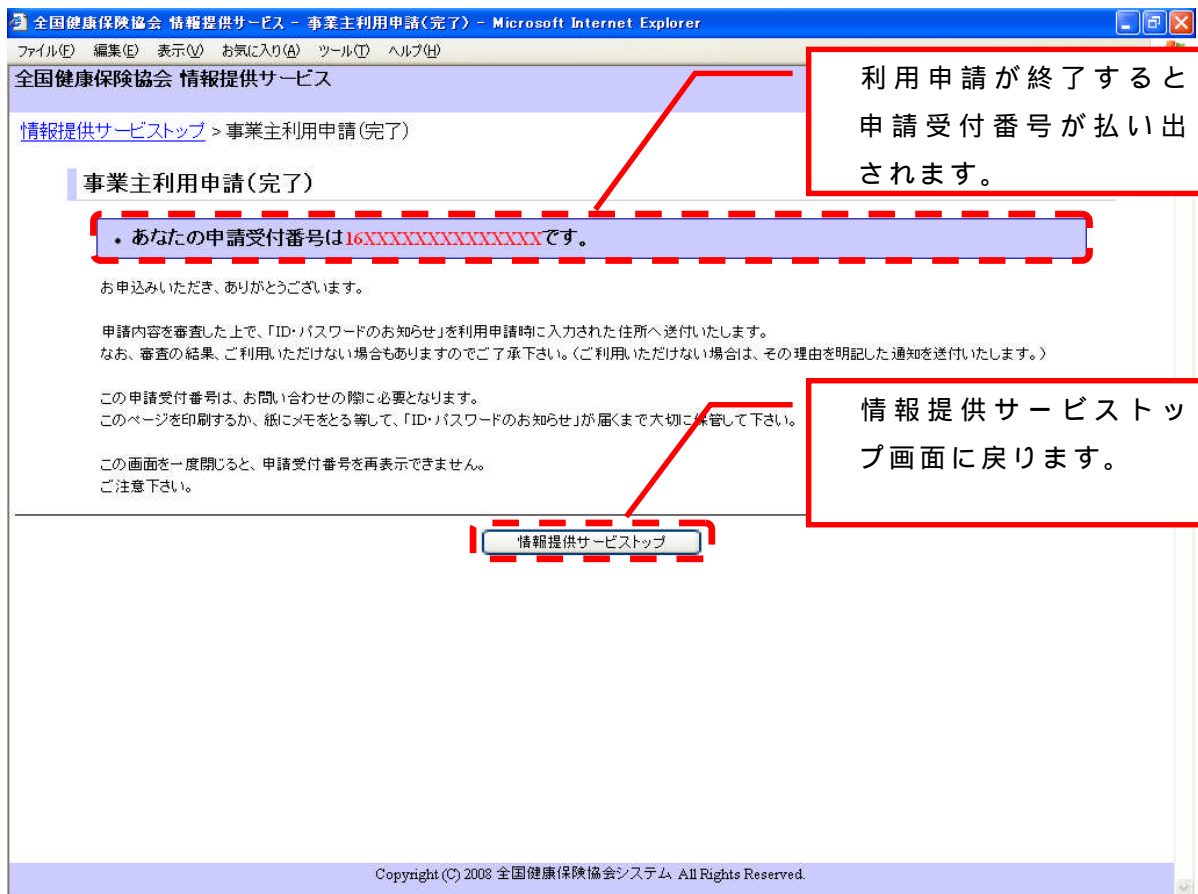 全国健康保険協会 情報提供サービス - 事業主利用申請(完了) - Microsoft Internet Explorer
ファイル(F) 編集(E) 表示(V) お気に入り(A) ツール(T) ヘルプ(H)
全国健康保険協会 情報提供サービス
情報提供サービストップ > 事業主利用申請(完了)
利用申請が終了すると
申請受付番号が払い出
されます。
事業主利用申請(完了)
・あなたの申請受付番号は16XXXXXXXXXXXXXXです。
お申込みいただき、ありがとうございます。
申請内容を審査した上で、「ID・パスワードのお知らせ」を利用申請時に入力された住所へ送付いたします。
なお、審査の結果、ご利用いただけない場合もありますのでご了承下さい。(ご利用いただけない場合は、その理由を明記した通知を送付いたします。)
この申請受付番号は、お問い合わせの際に必要となります。
このページを印刷するか、紙にメモをとる等して、「ID・パスワードのお知らせ」が届くまで大切に保管して下さい。
この画面を一度閉じると、申請受付番号を再表示できません。
ご注意下さい。
情報提供サービストッ
プ画面に戻ります。
情報提供サービストップ
Copyright (C) 2008 全国健康保険協会システム All Rights Reserved.